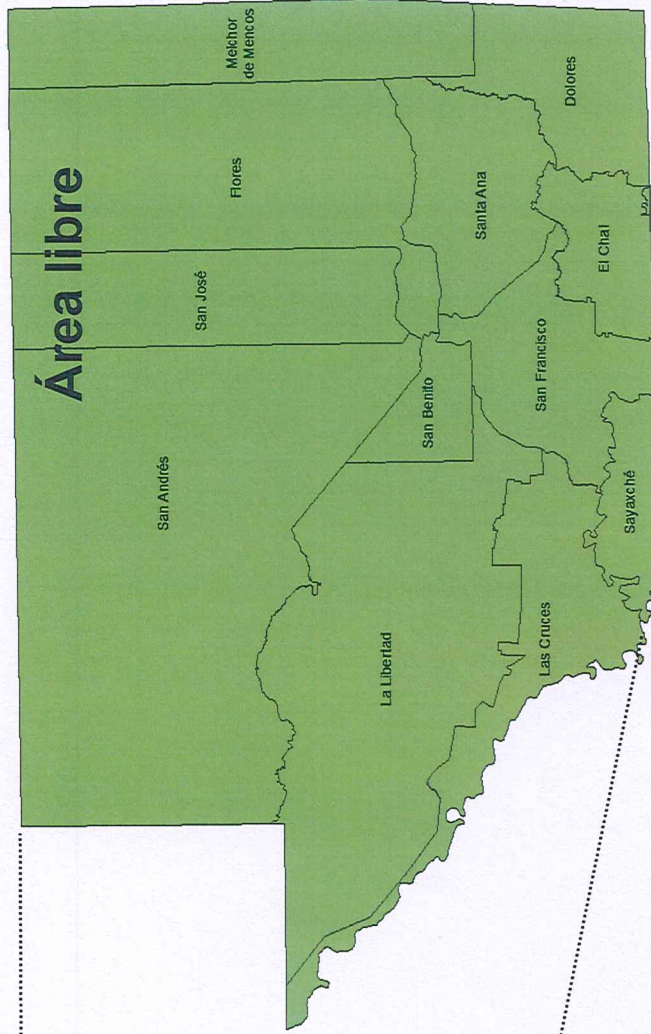 Área libre
Melchor
de Mencos
Flores
San José
San Andrés
Santa Ana
Dolores
El Chal
San Francisco
San Benito
La Libertad
Las Cruces
Sayaxché